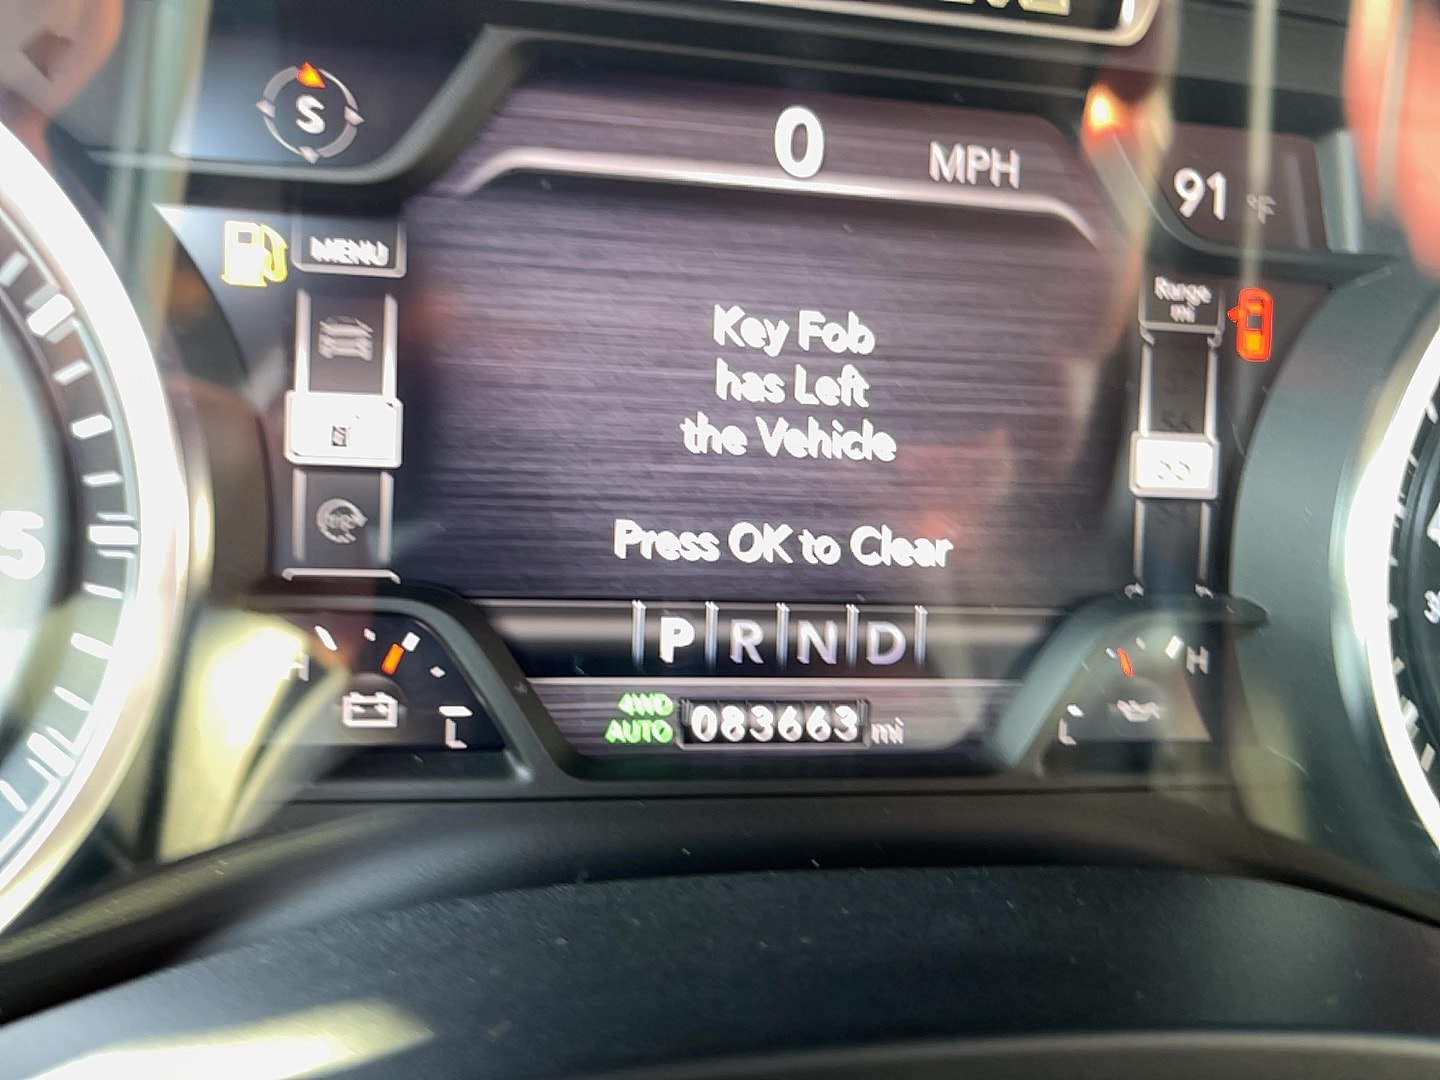 S
0 MPH
91 °F
MENU
Range
mi
Key Fob
has Left
the Vehicle
Press OK to Clear
P R N D
H
H
4WD
AUTO
083663 mi
L
L
5